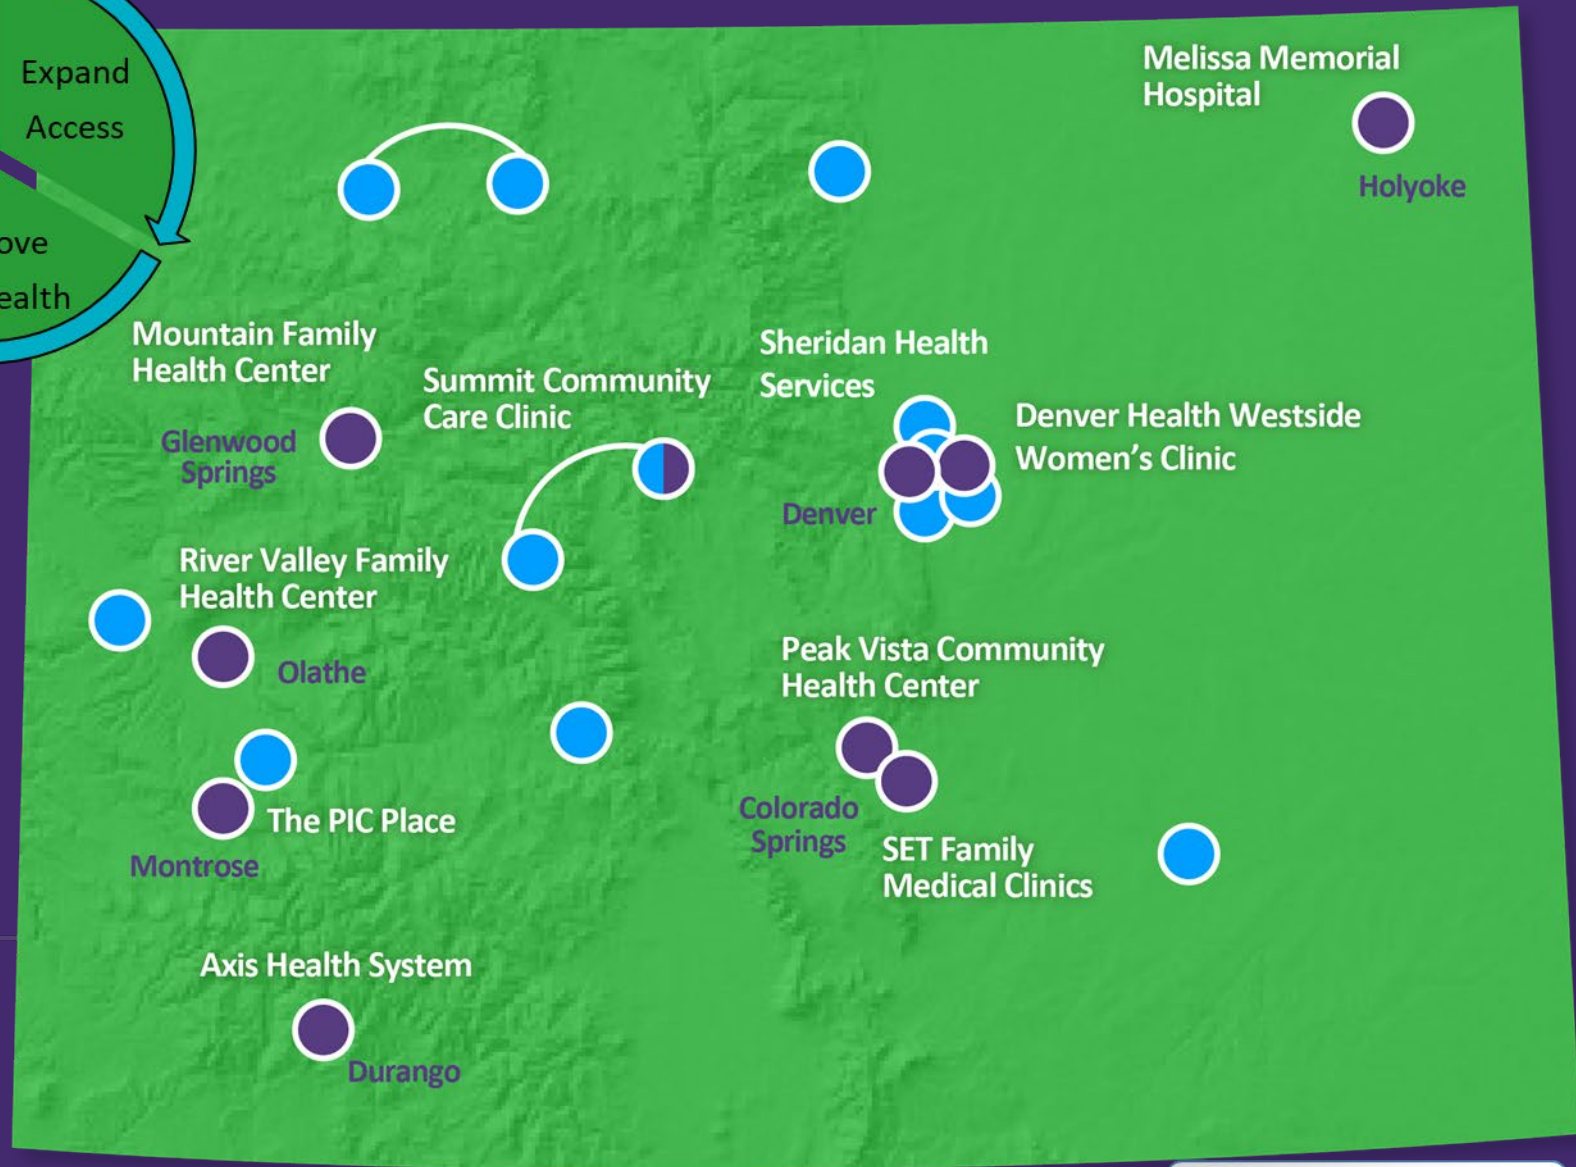 Expand
Access
ove
ealth
Melissa Memorial
Hospital
Holyoke
Mountain Family
Health Center
Glenwood
Springs
Summit Community
Care Clinic
Sheridan Health
Services
Denver Health Westside
Women's Clinic
Denver
River Valley Family
Health Center
Olathe
Peak Vista Community
Health Center
The PIC Place
Montrose
Colorado
Springs
SET Family
Medical Clinics
Axis Health System
Durango